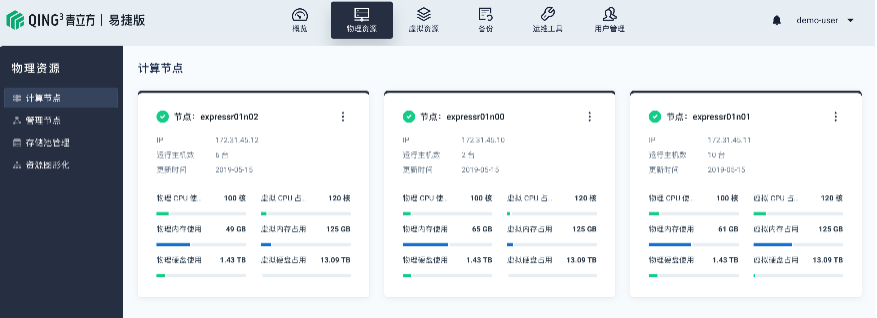 QING³青立方 | 易捷版
概览 物理资源 虚拟资源 备份 运维工具 用户管理
demo-user
物理资源
计算节点
管理节点
存储池管理
资源图形化
计算节点
节点：expressr01n02
IP 172.31.45.12
运行主机数 6 台
更新时间 2019-05-15
物理 CPU 使... 100 核 虚拟 CPU 占... 120 核
物理内存使用 49 GB 虚拟内存占用 125 GB
物理硬盘使用 1.43 TB 虚拟硬盘占用 13.09 TB
节点：expressr01n00
IP 172.31.45.10
运行主机数 2 台
更新时间 2019-05-15
物理 CPU 使... 100 核 虚拟 CPU 占... 120 核
物理内存使用 65 GB 虚拟内存占用 125 GB
物理硬盘使用 1.43 TB 虚拟硬盘占用 13.09 TB
节点：expressr01n01
IP 172.31.45.11
运行主机数 10 台
更新时间 2019-05-15
物理 CPU 使... 100 核 虚拟 CPU 占... 120 核
物理内存使用 61 GB 虚拟内存占用 125 GB
物理硬盘使用 1.43 TB 虚拟硬盘占用 13.09 TB